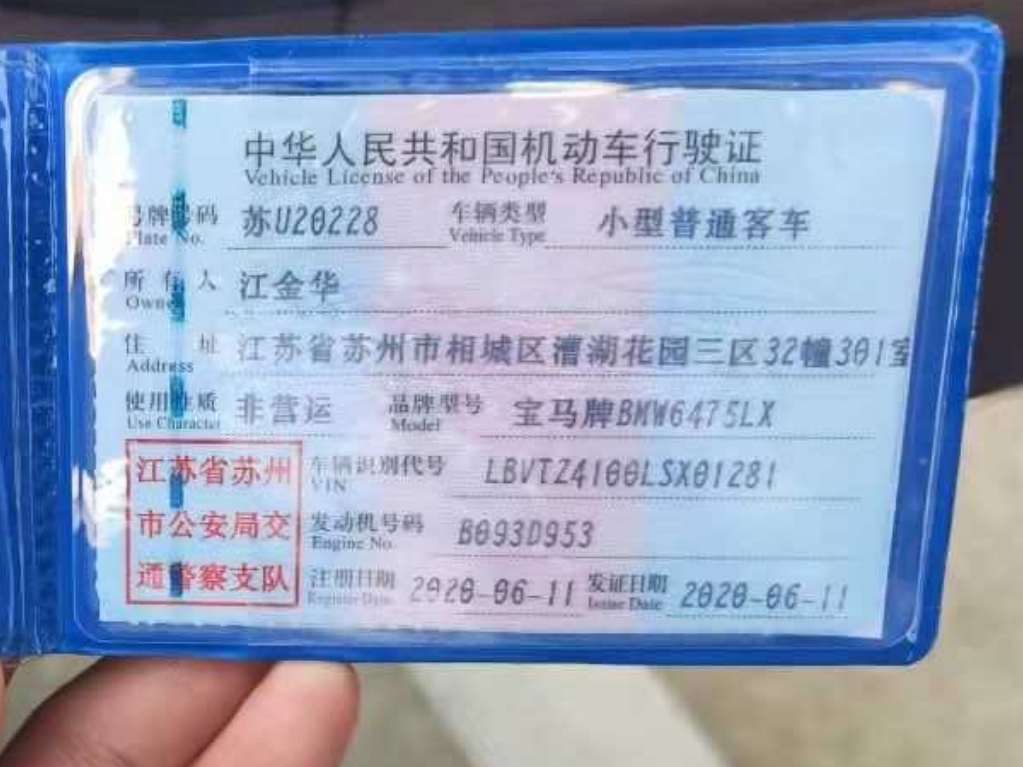 中华人民共和国机动车行驶证
Vehicle License of the People's Republic of China
号牌号码 苏U20228 车辆类型 小型普通客车
Plate No. Vehicle Type
所有人 江金华
Owner
住址 江苏省苏州市相城区漕湖花园三区32幢301室
Address
使用性质 非营运 品牌型号 宝马牌BMW6475LX
Use Character Model
江苏省苏州 车辆识别代号 LBVTZ4100LSX01281
VIN
市公安局交 发动机号码 B093D953
Engine No.
通警察支队 注册日期 2020-06-11 发证日期 2020-06-11
Register Date Issue Date